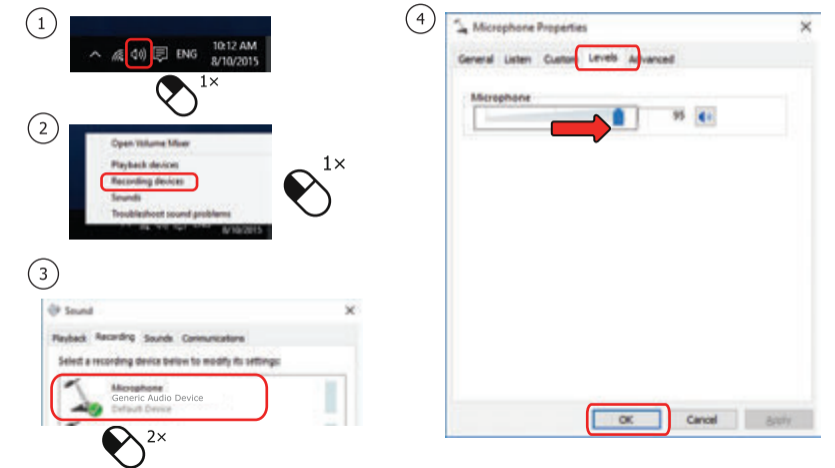 1
ENG
10:12 AM
8/10/2015
1×
2
Open Volume Mixer
Playback devices
Recording devices
Sounds
Troubleshoot sound problems
8/10/2015
1×
3
Sound
Playback Recording Sounds Communications
Select a recording device below to modify its settings:
Microphone
Generic Audio Device
Default Device
2×
4
Microphone Properties
General Listen Custom Levels Advanced
Microphone
95
OK Cancel Apply